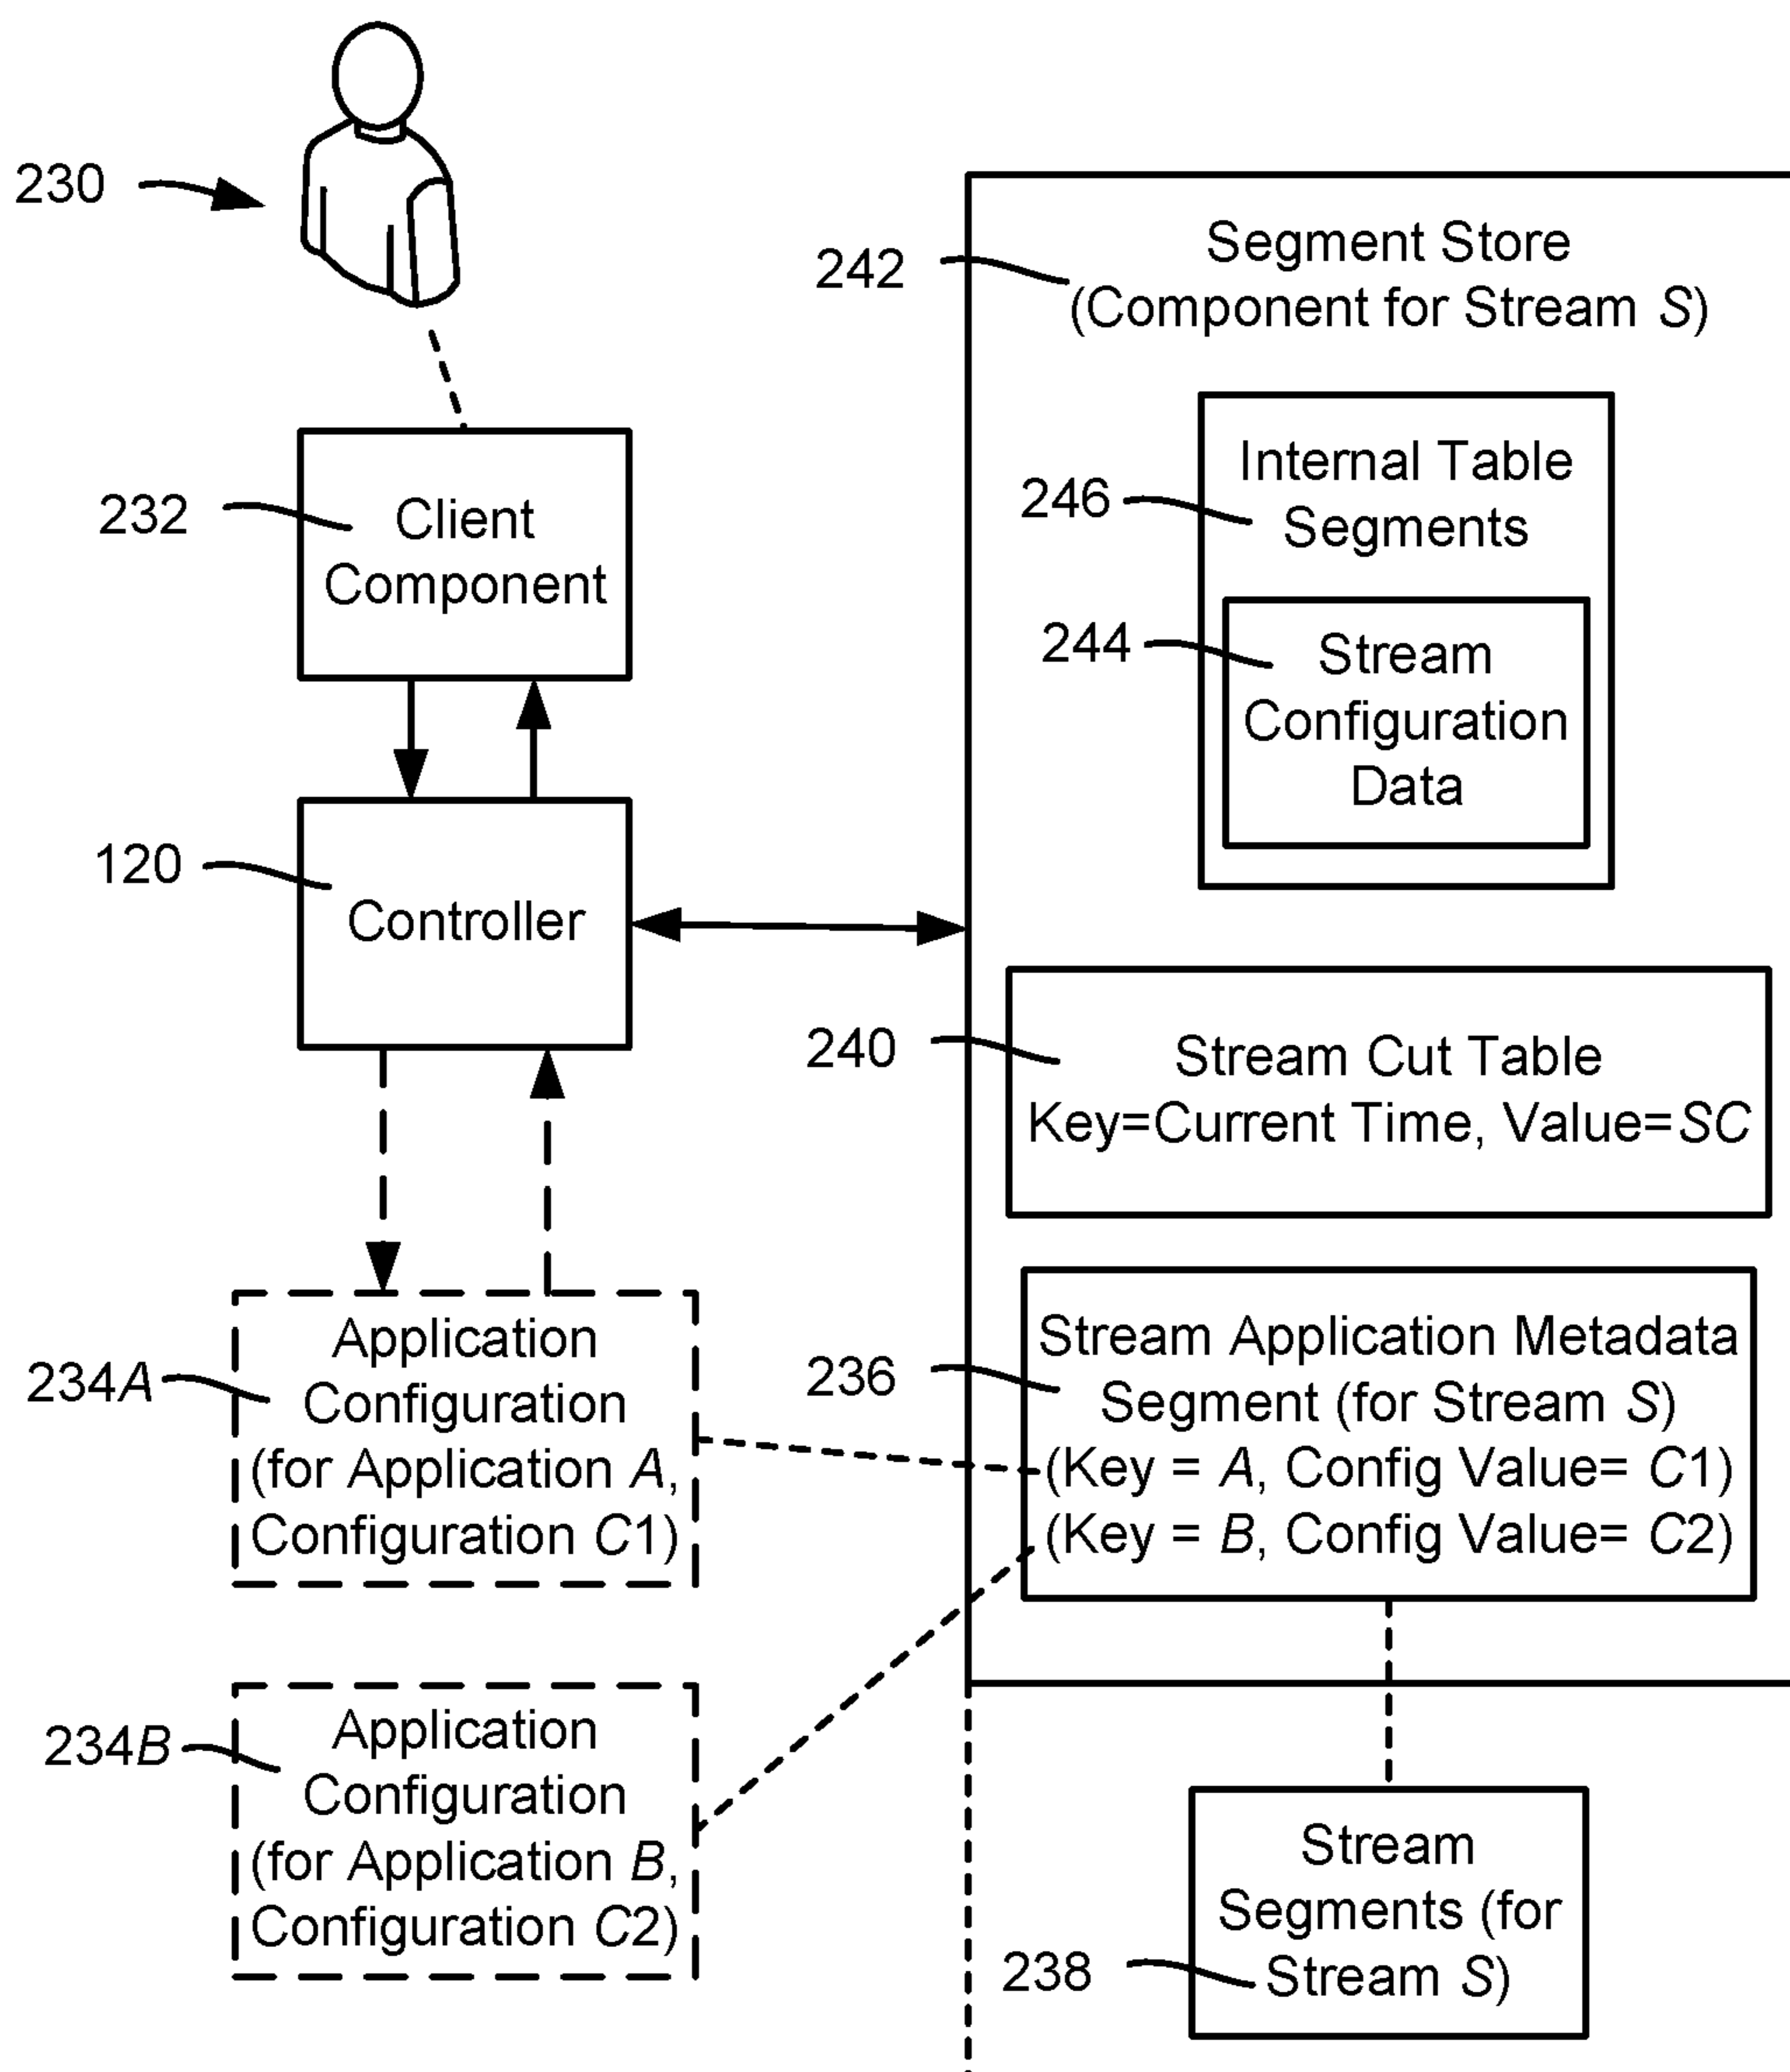 230
242
Segment Store
(Component for Stream S)
232
Client
Component
246
Internal Table
Segments
244
Stream
Configuration
Data
120
Controller
240
Stream Cut Table
Key=Current Time, Value=SC
234A
Application
Configuration
(for Application A,
Configuration C1)
236
Stream Application Metadata
Segment (for Stream S)
(Key = A, Config Value= C1)
(Key = B, Config Value= C2)
234B
Application
Configuration
(for Application B,
Configuration C2)
238
Stream
Segments (for
Stream S)